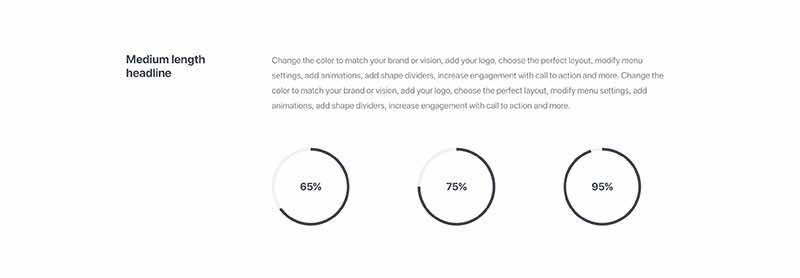 Medium length
headline
Change the color to match your brand or vision, add your logo, choose the perfect layout, modify menu
settings, add animations, add shape dividers, increase engagement with call to action and more. Change the
color to match your brand or vision, add your logo, choose the perfect layout, modify menu settings, add
animations, add shape dividers, increase engagement with call to action and more.
65%
75%
95%